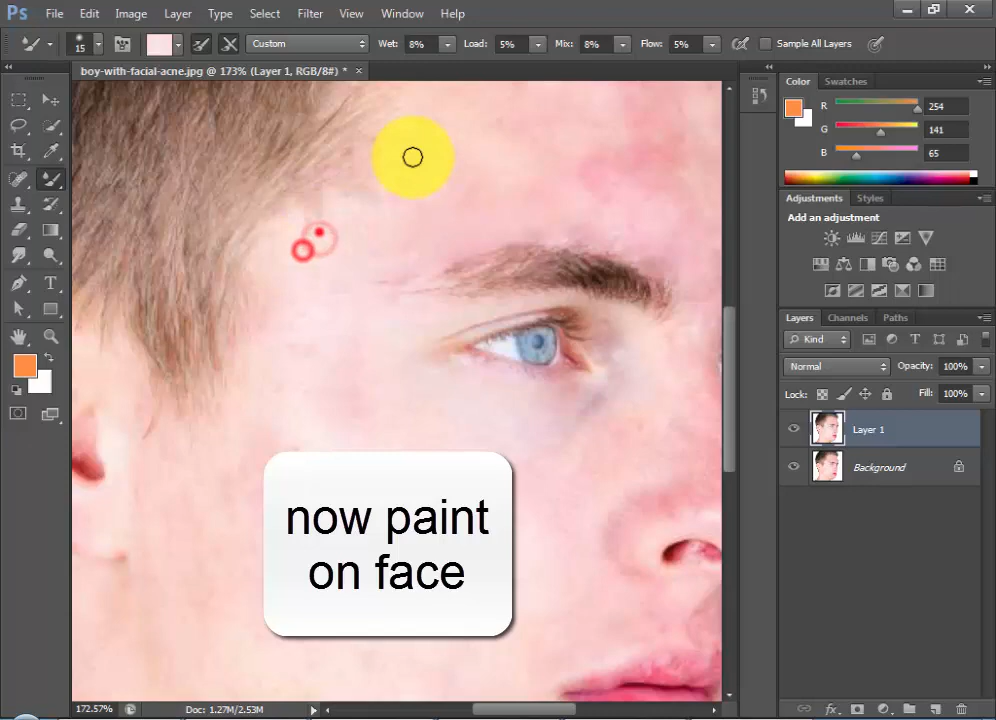 Ps File Edit Image Layer Type Select Filter View Window Help
15 Custom Wet: 8% Load: 5% Mix: 8% Flow: 5% Sample All Layers
boy-with-facial-acne.jpg @ 173% (Layer 1, RGB/8#) * ×
Color Swatches
R 254
G 141
B 65
Adjustments Styles
Add an adjustment
Layers Channels Paths
Kind
Normal Opacity: 100%
Lock: Fill: 100%
Layer 1
Background
now paint
on face
172.57% Doc: 1.27M/2.53M